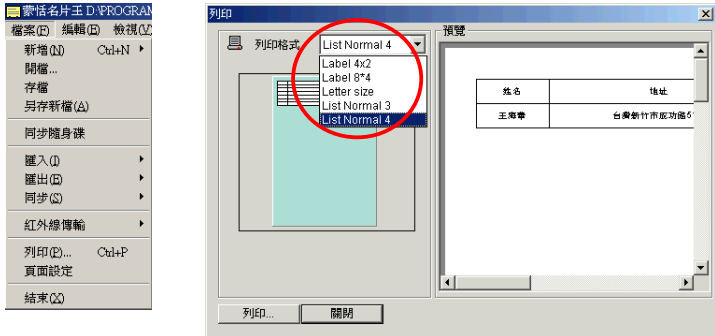 蒙恬名片王 D:\PROGRAM
檔案(F) 編輯(E) 檢視(V)
新增(N) Ctrl+N
開檔...
存檔
另存新檔(A)
同步隨身碟
匯入(I)
匯出(E)
同步(S)
紅外線傳輸
列印(P)... Ctrl+P
頁面設定
結束(X)
列印
列印格式
List Normal 4
Label 4x2
Label 8*4
Letter size
List Normal 3
List Normal 4
預覽
姓名 地址
台灣新竹市成功路
列印... 關閉